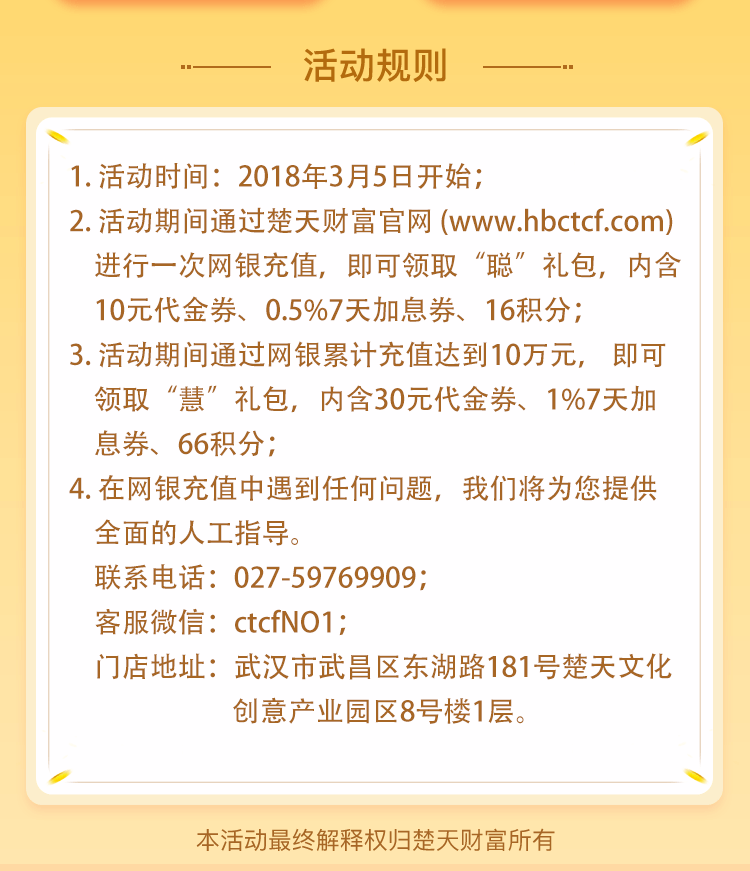 活动规则
1. 活动时间：2018年3月5日开始；
2. 活动期间通过楚天财富官网 (www.hbctcf.com)
进行一次网银充值，即可领取“聪”礼包，内含
10元代金券、0.5%7天加息券、16积分；
3. 活动期间通过网银累计充值达到10万元， 即可
领取“慧”礼包，内含30元代金券、1%7天加
息券、66积分；
4. 在网银充值中遇到任何问题，我们将为您提供
全面的人工指导。
联系电话：027-59769909；
客服微信：ctcfNO1；
门店地址：武汉市武昌区东湖路181号楚天文化
创意产业园区8号楼1层。
本活动最终解释权归楚天财富所有